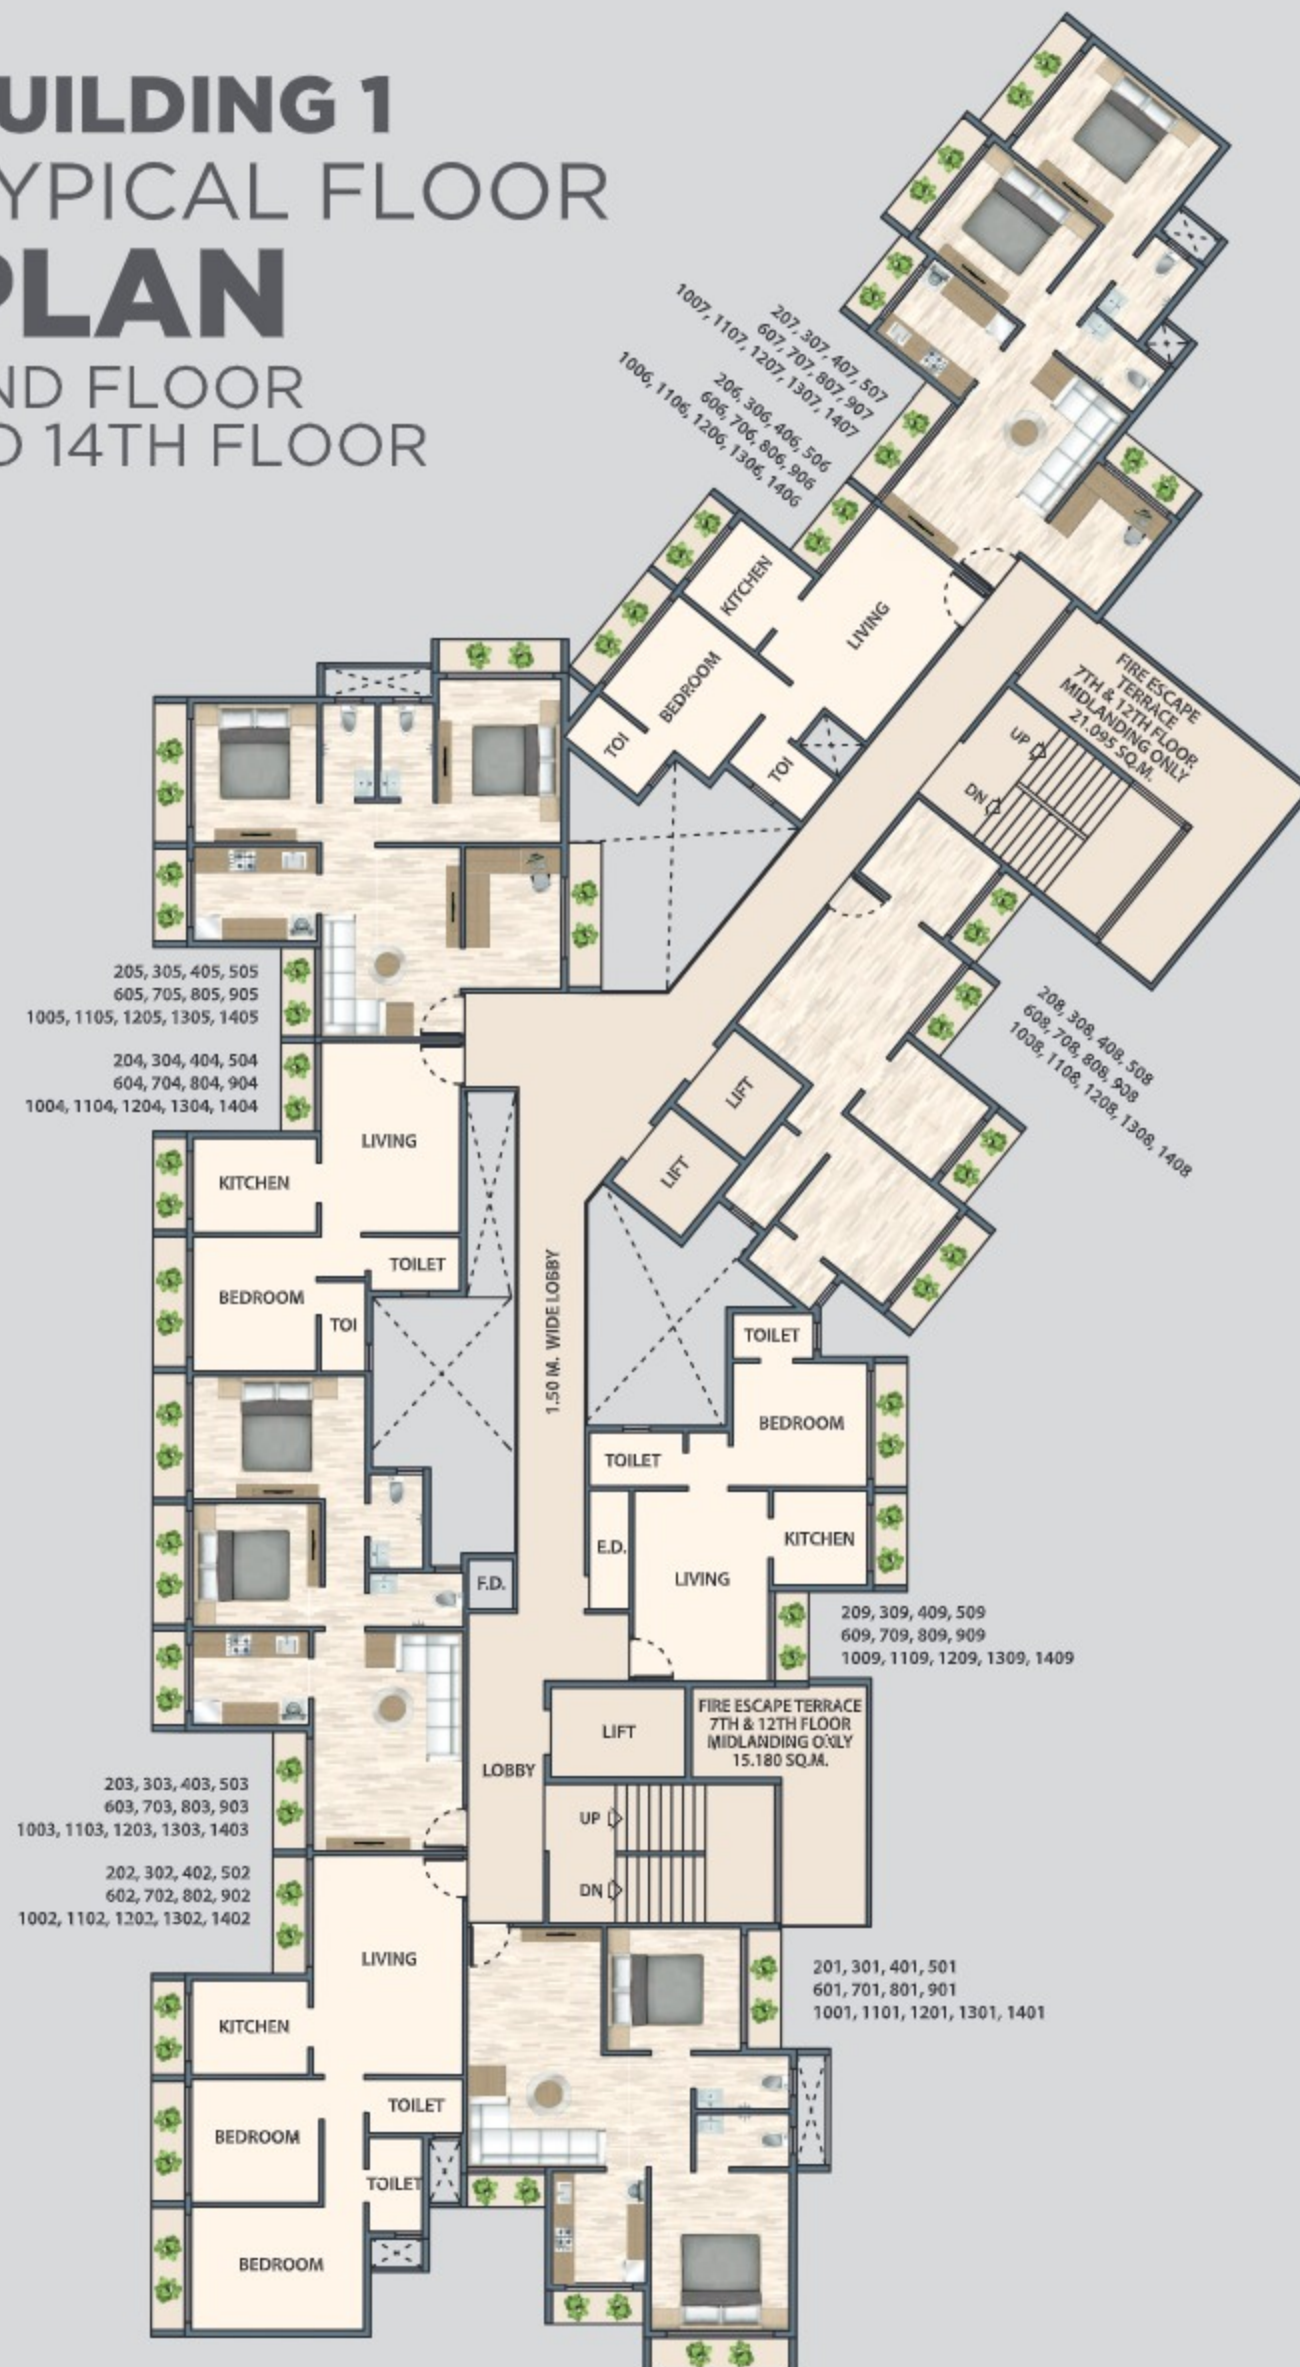 UILDING 1
YPICAL FLOOR
PLAN
ND FLOOR
O 14TH FLOOR
207, 307, 407, 507
607, 707, 807, 907
1007, 1107, 1207, 1307, 1407
206, 306, 406, 506
606, 706, 806, 906
1006, 1106, 1206, 1306, 1406
KITCHEN
LIVING
BEDROOM
TOI
TOI
FIRE ESCAPE
TERRACE
7TH & 12TH FLOOR
MIDLANDING ONLY
21.095 SQ.M.
UP
DN
205, 305, 405, 505
605, 705, 805, 905
1005, 1105, 1205, 1305, 1405
208, 308, 408, 508
608, 708, 808, 908
1008, 1108, 1208, 1308, 1408
204, 304, 404, 504
604, 704, 804, 904
1004, 1104, 1204, 1304, 1404
LIFT
LIFT
LIVING
KITCHEN
TOILET
BEDROOM
TOI
1.50 M. WIDE LOBBY
TOILET
BEDROOM
TOILET
E.D.
KITCHEN
LIVING
F.D.
209, 309, 409, 509
609, 709, 809, 909
1009, 1109, 1209, 1309, 1409
LIFT
FIRE ESCAPE TERRACE
7TH & 12TH FLOOR
MIDLANDING ONLY
15.180 SQ.M.
LOBBY
UP
DN
203, 303, 403, 503
603, 703, 803, 903
1003, 1103, 1203, 1303, 1403
202, 302, 402, 502
602, 702, 802, 902
1002, 1102, 1202, 1302, 1402
LIVING
KITCHEN
TOILET
BEDROOM
TOILET
BEDROOM
201, 301, 401, 501
601, 701, 801, 901
1001, 1101, 1201, 1301, 1401